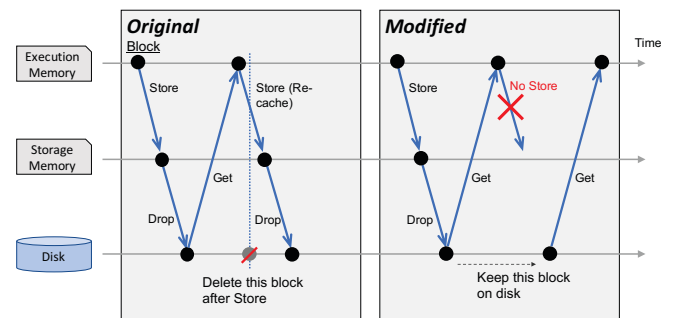 Original
Block
Modified
Time
Execution
Memory
Store
Store (Re-
cache)
Store
No Store
Storage
Memory
Get
Get
Get
Drop
Drop
Drop
Disk
Delete this block
after Store
Keep this block
on disk